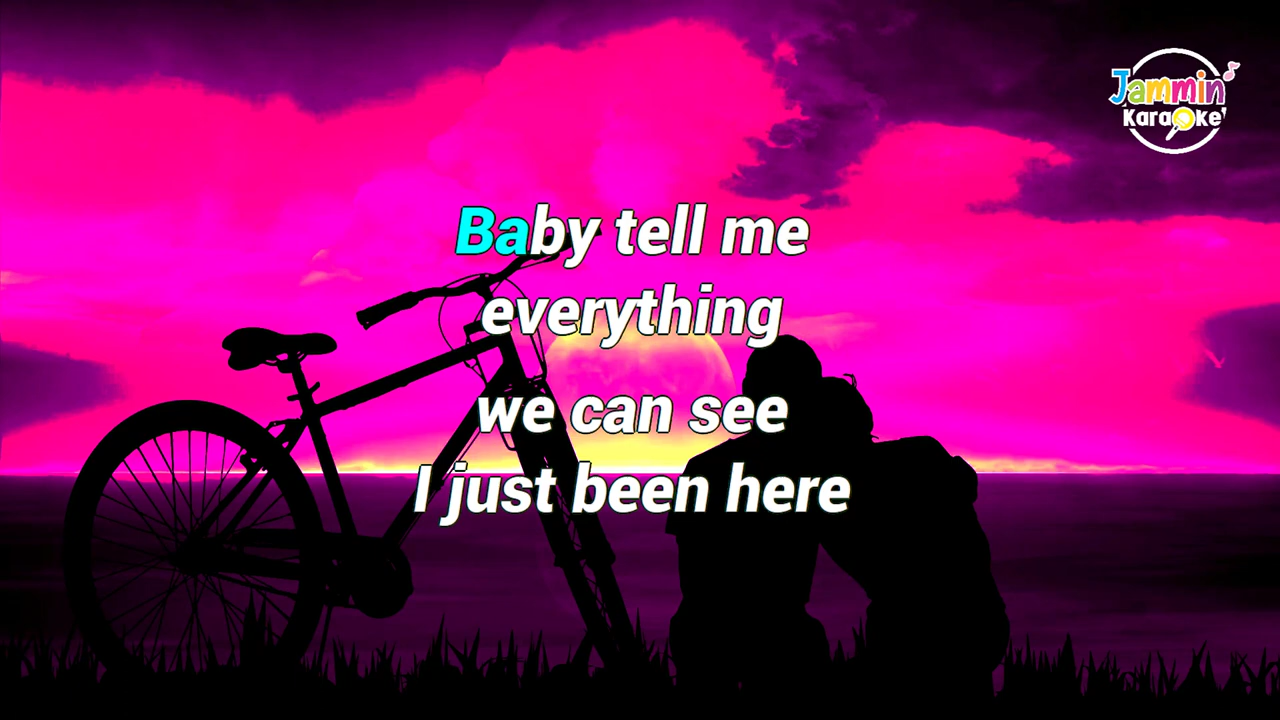 Jammin'
Karaoke
Baby tell me
everything
we can see
I just been here